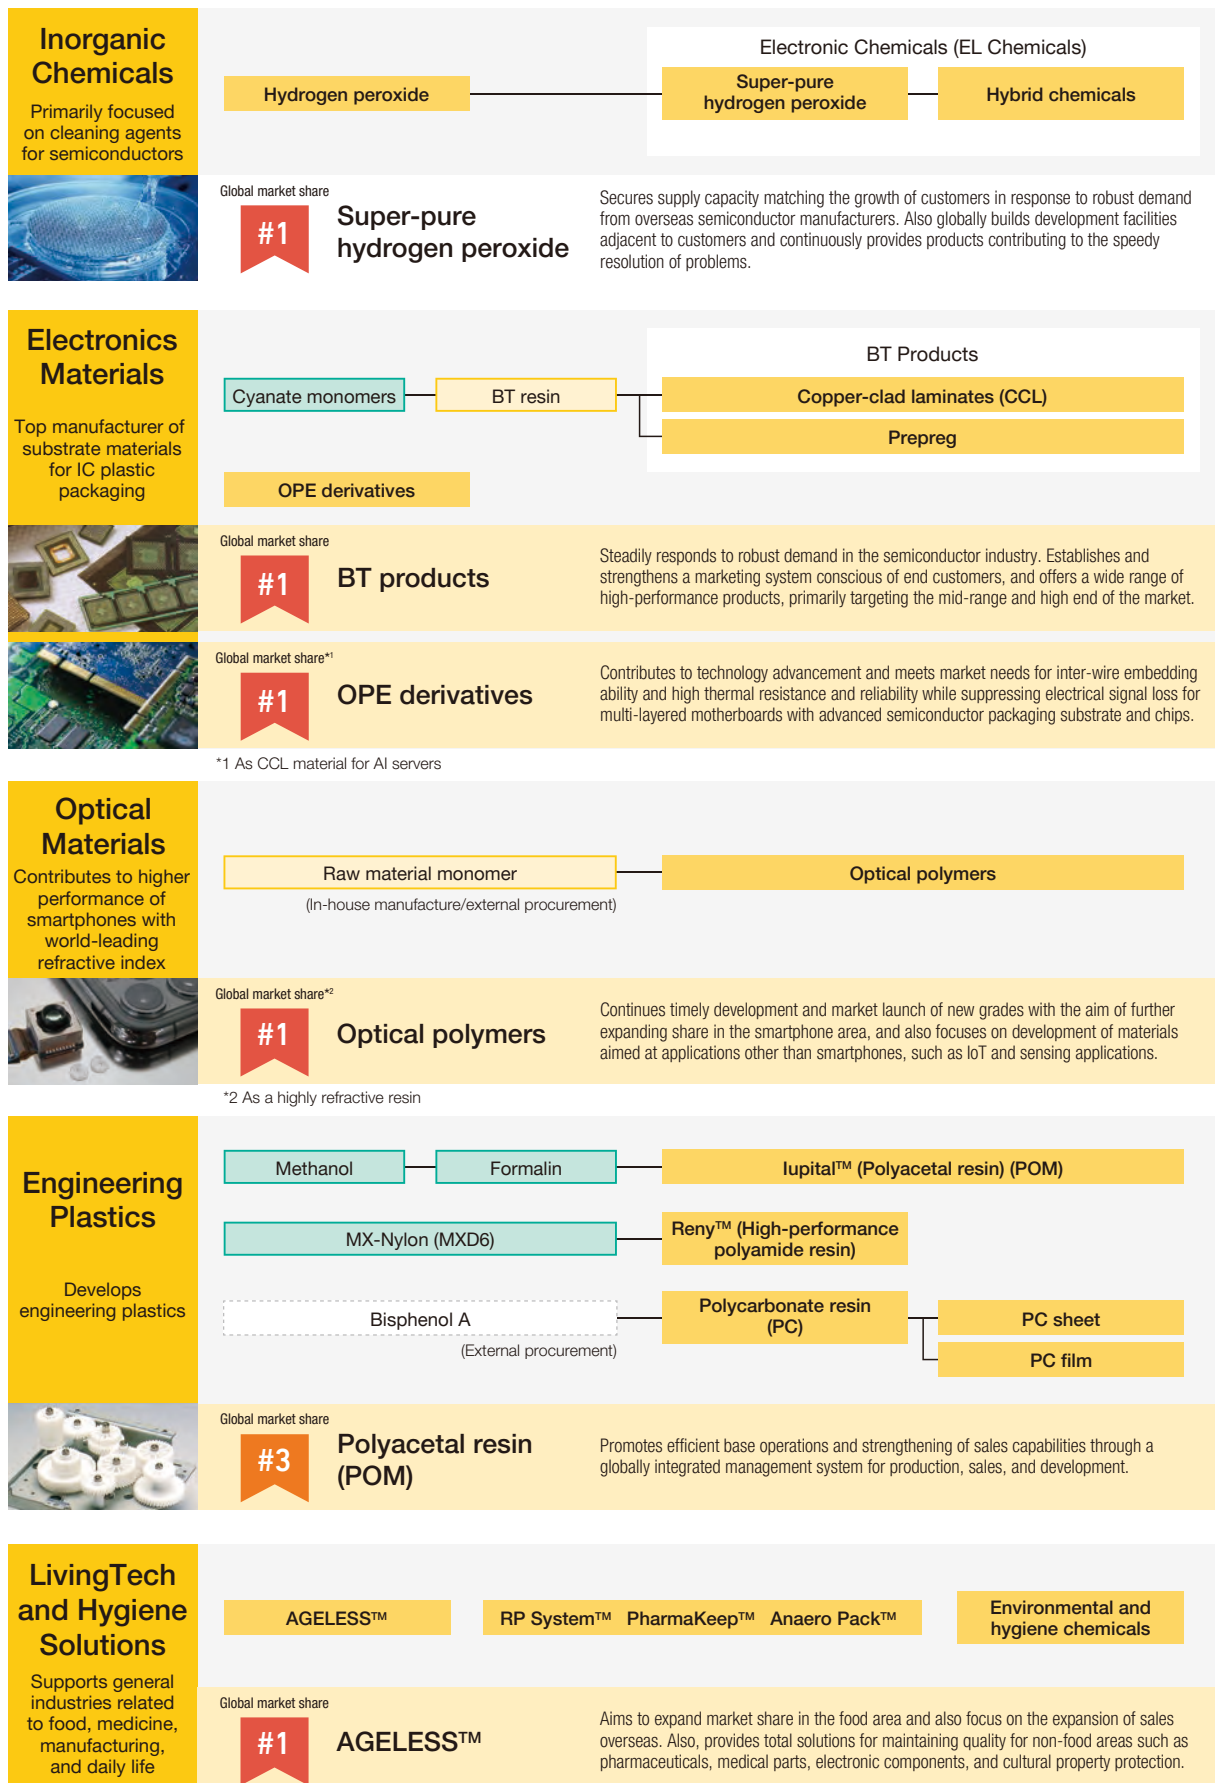 Inorganic
Chemicals
Primarily focused
on cleaning agents
for semiconductors
Electronic Chemicals (EL Chemicals)
Hydrogen peroxide
Super-pure
hydrogen peroxide
Hybrid chemicals
Global market share
#1
Super-pure
hydrogen peroxide
Secures supply capacity matching the growth of customers in response to robust demand
from overseas semiconductor manufacturers. Also globally builds development facilities
adjacent to customers and continuously provides products contributing to the speedy
resolution of problems.
Electronics
Materials
Top manufacturer of
substrate materials
for IC plastic
packaging
BT Products
Cyanate monomers
BT resin
Copper-clad laminates (CCL)
Prepreg
OPE derivatives
Global market share
#1
BT products
Steadily responds to robust demand in the semiconductor industry. Establishes and
strengthens a marketing system conscious of end customers, and offers a wide range of
high-performance products, primarily targeting the mid-range and high end of the market.
Global market share*1
#1
OPE derivatives
Contributes to technology advancement and meets market needs for inter-wire embedding
ability and high thermal resistance and reliability while suppressing electrical signal loss for
multi-layered motherboards with advanced semiconductor packaging substrate and chips.
*1 As CCL material for AI servers
Optical
Materials
Contributes to higher
performance of
smartphones with
world-leading
refractive index
Raw material monomer
(In-house manufacture/external procurement)
Optical polymers
Global market share*2
#1
Optical polymers
Continues timely development and market launch of new grades with the aim of further
expanding share in the smartphone area, and also focuses on development of materials
aimed at applications other than smartphones, such as IoT and sensing applications.
*2 As a highly refractive resin
Engineering
Plastics
Develops
engineering plastics
Methanol
Formalin
Iupital™ (Polyacetal resin) (POM)
MX-Nylon (MXD6)
Reny™ (High-performance
polyamide resin)
Bisphenol A
(External procurement)
Polycarbonate resin
(PC)
PC sheet
PC film
Global market share
#3
Polyacetal resin
(POM)
Promotes efficient base operations and strengthening of sales capabilities through a
globally integrated management system for production, sales, and development.
LivingTech
and Hygiene
Solutions
Supports general
industries related
to food, medicine,
manufacturing,
and daily life
AGELESS™
RP System™ PharmaKeep™ Anaero Pack™
Environmental and
hygiene chemicals
Global market share
#1
AGELESS™
Aims to expand market share in the food area and also focus on the expansion of sales
overseas. Also, provides total solutions for maintaining quality for non-food areas such as
pharmaceuticals, medical parts, electronic components, and cultural property protection.